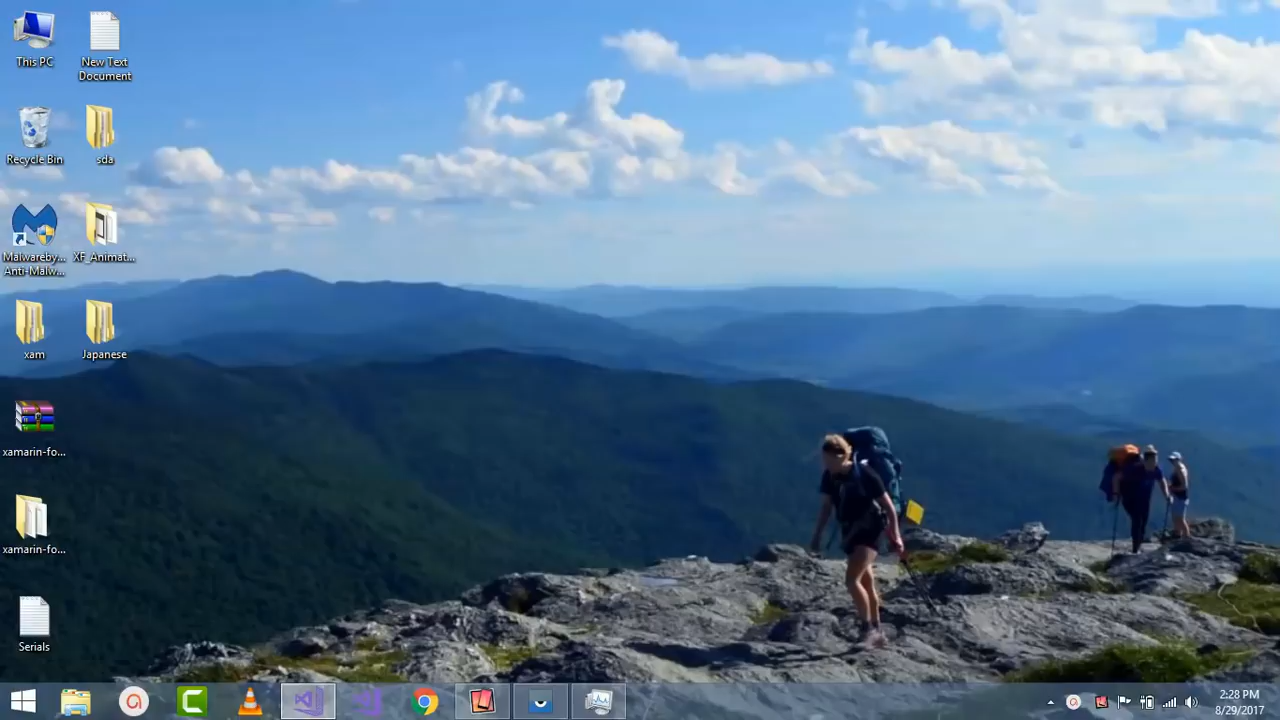 This PC
New Text
Document
Recycle Bin
sda
Malwareby...
Anti-Malw...
XF_Animat...
xam
Japanese
xamarin-fo...
xamarin-fo...
Serials
2:28 PM
8/29/2017